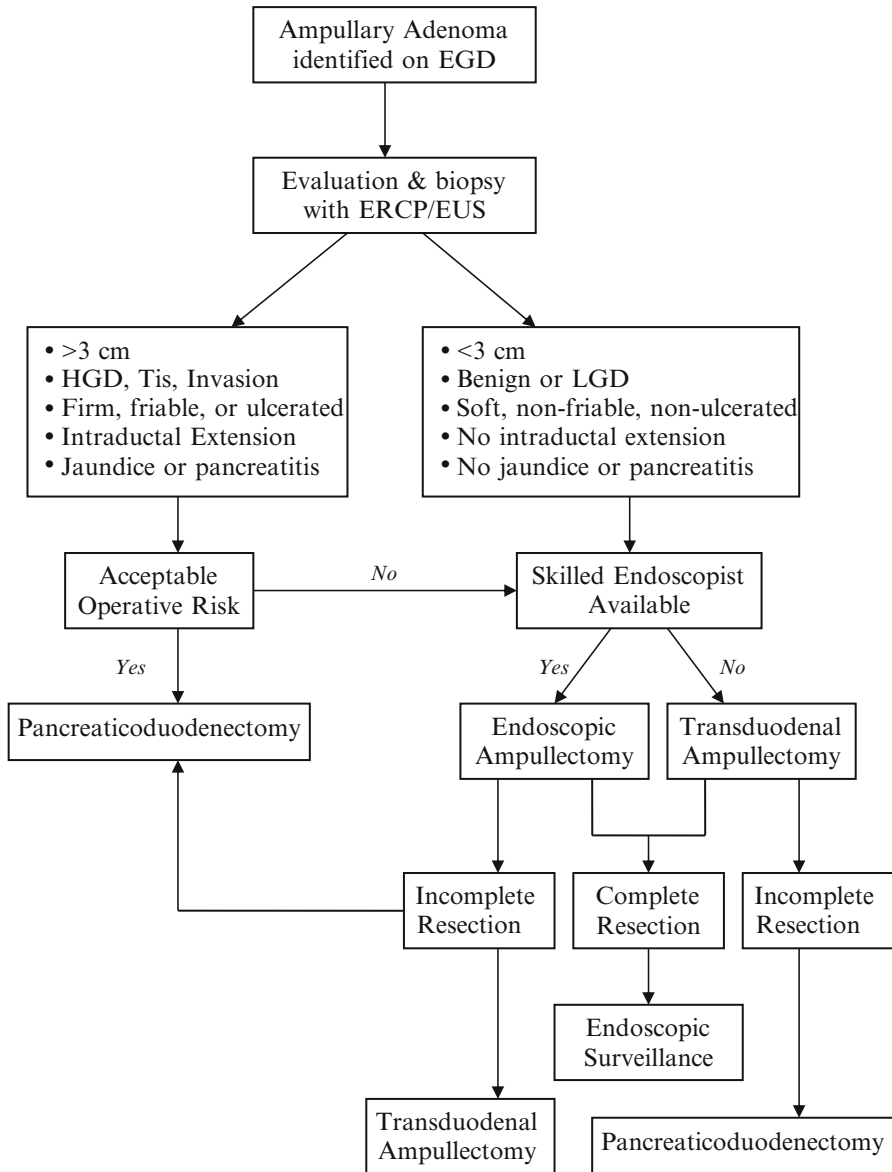 Ampullary Adenoma
identified on EGD
Evaluation & biopsy
with ERCP/EUS
• >3 cm
• HGD, Tis, Invasion
• Firm, friable, or ulcerated
• Intraductal Extension
• Jaundice or pancreatitis
• <3 cm
• Benign or LGD
• Soft, non-friable, non-ulcerated
• No intraductal extension
• No jaundice or pancreatitis
Acceptable
Operative Risk
No
Skilled Endoscopist
Available
Yes
Yes
No
Pancreaticoduodenectomy
Endoscopic
Ampullectomy
Transduodenal
Ampullectomy
Incomplete
Resection
Complete
Resection
Incomplete
Resection
Endoscopic
Surveillance
Transduodenal
Ampullectomy
Pancreaticoduodenectomy